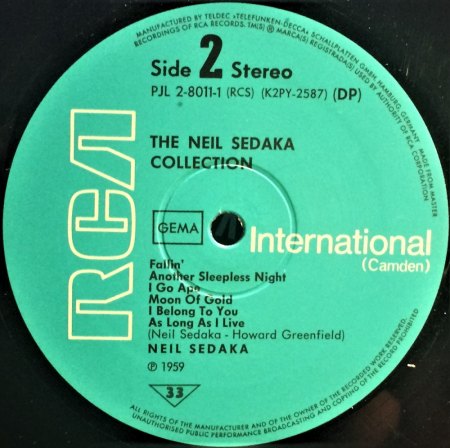 MANUFACTURED BY TELDEC »TELEFUNKEN-DECCA« SCHALLPLATTEN GMBH, HAMBURG, GERMANY, MADE FROM MASTER
RECORDINGS OF RCA RECORDS. TM(S) ® MARCA(S) REGISTRADA(S) USED BY AUTHORITY OF RCA CORPORATION
Side 2 Stereo
PJL 2-8011-1 (RCS) (K2PY-2587) (DP)
THE NEIL SEDAKA
COLLECTION
RCA
GEMA
International
(Camden)
Fallin'
Another Sleepless Night
I Go Ape
Moon Of Gold
I Belong To You
As Long As I Live
(Neil Sedaka - Howard Greenfield)
NEIL SEDAKA
℗ 1959
33
ALL RIGHTS OF THE MANUFACTURER AND OF THE OWNER OF THE RECORDED WORK RESERVED.
UNAUTHORISED PUBLIC PERFORMANCE BROADCASTING AND COPYING OF THIS RECORD PROHIBITED